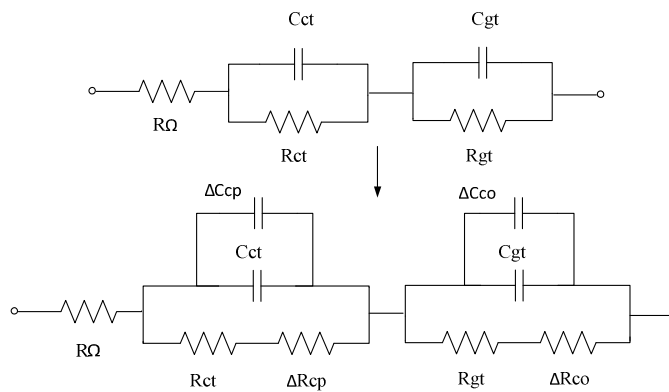 Cct Cgt
RΩ Rct Rgt
ΔCcp ΔCco
Cct Cgt
RΩ Rct ΔRcp Rgt ΔRco